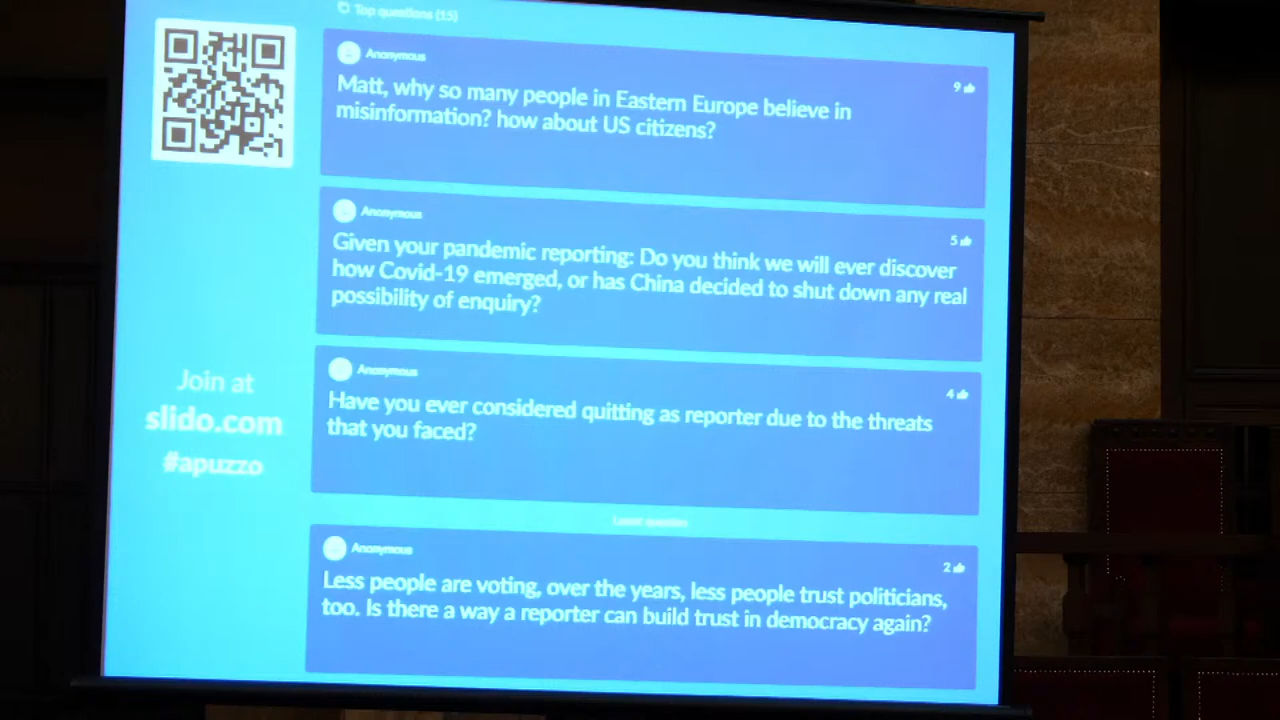 Top questions (15)
Anonymous
9
Matt, why so many people in Eastern Europe believe in
misinformation? how about US citizens?
Anonymous
5
Given your pandemic reporting: Do you think we will ever discover
how Covid-19 emerged, or has China decided to shut down any real
possibility of enquiry?
Anonymous
4
Have you ever considered quitting as reporter due to the threats
that you faced?
Join at
slido.com
#apuzzo
Latest question
Anonymous
2
Less people are voting, over the years, less people trust politicians,
too. Is there a way a reporter can build trust in democracy again?